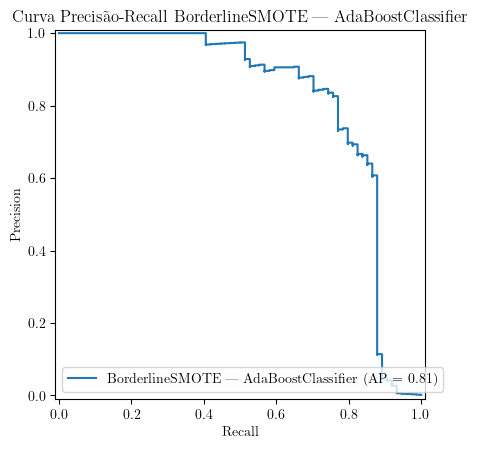 Curva Precisão-Recall BorderlineSMOTE — AdaBoostClassifier
1.0
0.8
0.6
0.4
0.2
0.0
Precision
BorderlineSMOTE — AdaBoostClassifier (AP = 0.81)
0.0 0.2 0.4 0.6 0.8 1.0
Recall